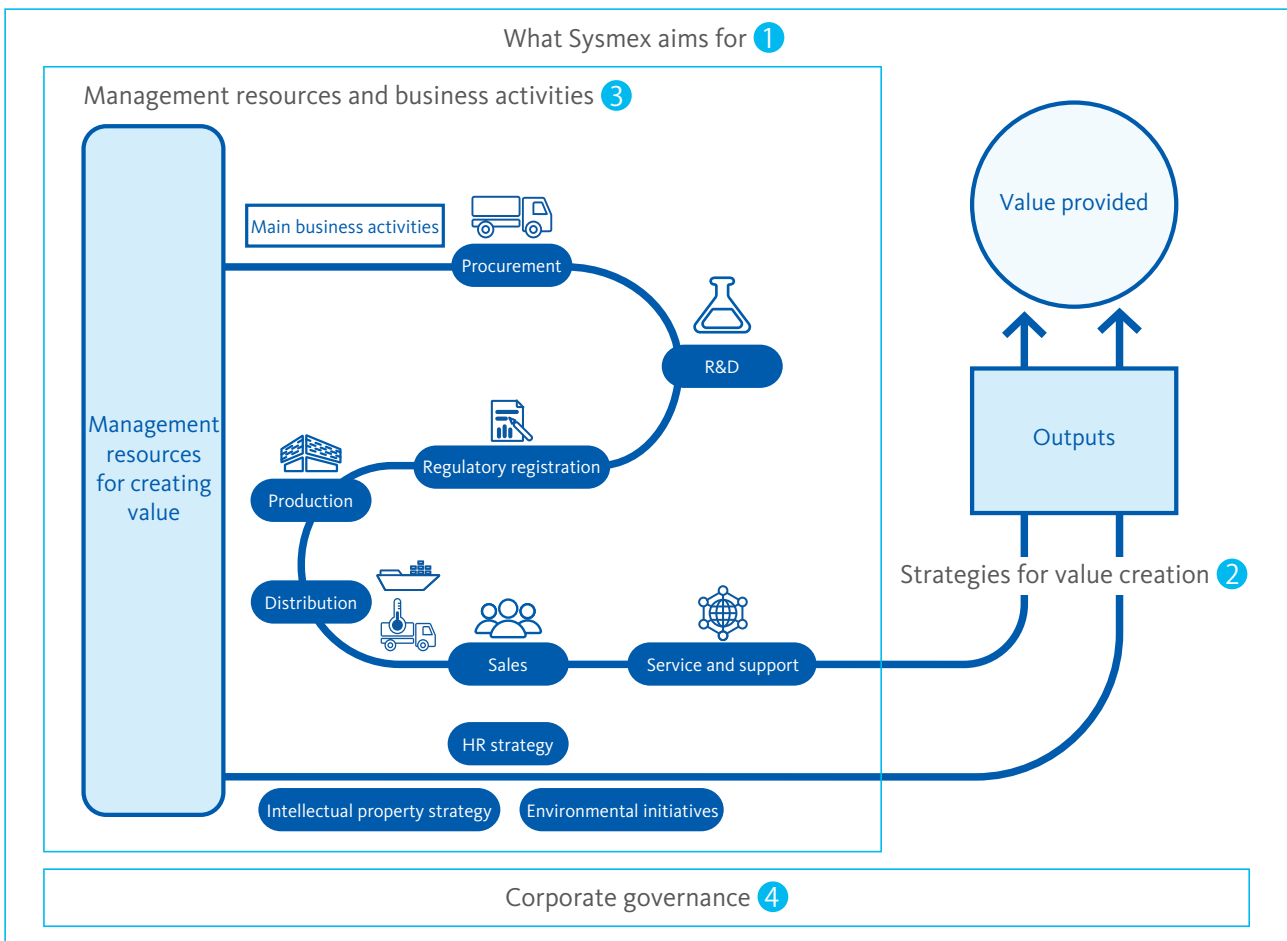 What Sysmex aims for 1
Management resources and business activities 3
Main business activities
Procurement
R&D
Regulatory registration
Production
Distribution
Sales
Service and support
HR strategy
Intellectual property strategy
Environmental initiatives
Management
resources
for creating
value
Value provided
Outputs
Strategies for value creation 2
Corporate governance 4